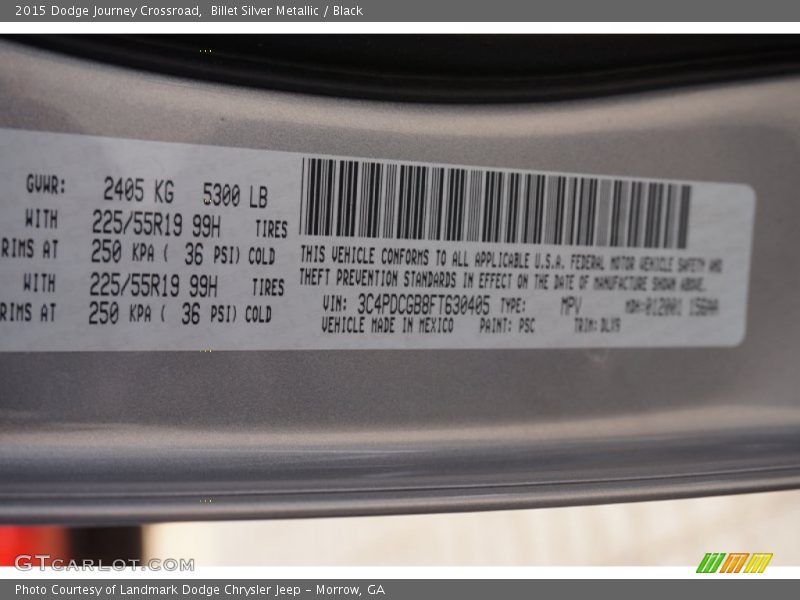 2015 Dodge Journey Crossroad, Billet Silver Metallic / Black
GVWR: 2405 KG 5300 LB
WITH 225/55R19 99H TIRES
RIMS AT 250 KPA ( 36 PSI) COLD
WITH 225/55R19 99H TIRES
RIMS AT 250 KPA ( 36 PSI) COLD
THIS VEHICLE CONFORMS TO ALL APPLICABLE U.S.A. FEDERAL MOTOR VEHICLE SAFETY AND
THEFT PREVENTION STANDARDS IN EFFECT ON THE DATE OF MANUFACTURE SHOWN ABOVE.
VIN: 3C4PDCGB8FT630405 TYPE: MPV MDH:012001
VEHICLE MADE IN MEXICO PAINT: PSC TRIM:
GTCARLOT.COM
Photo Courtesy of Landmark Dodge Chrysler Jeep – Morrow, GA